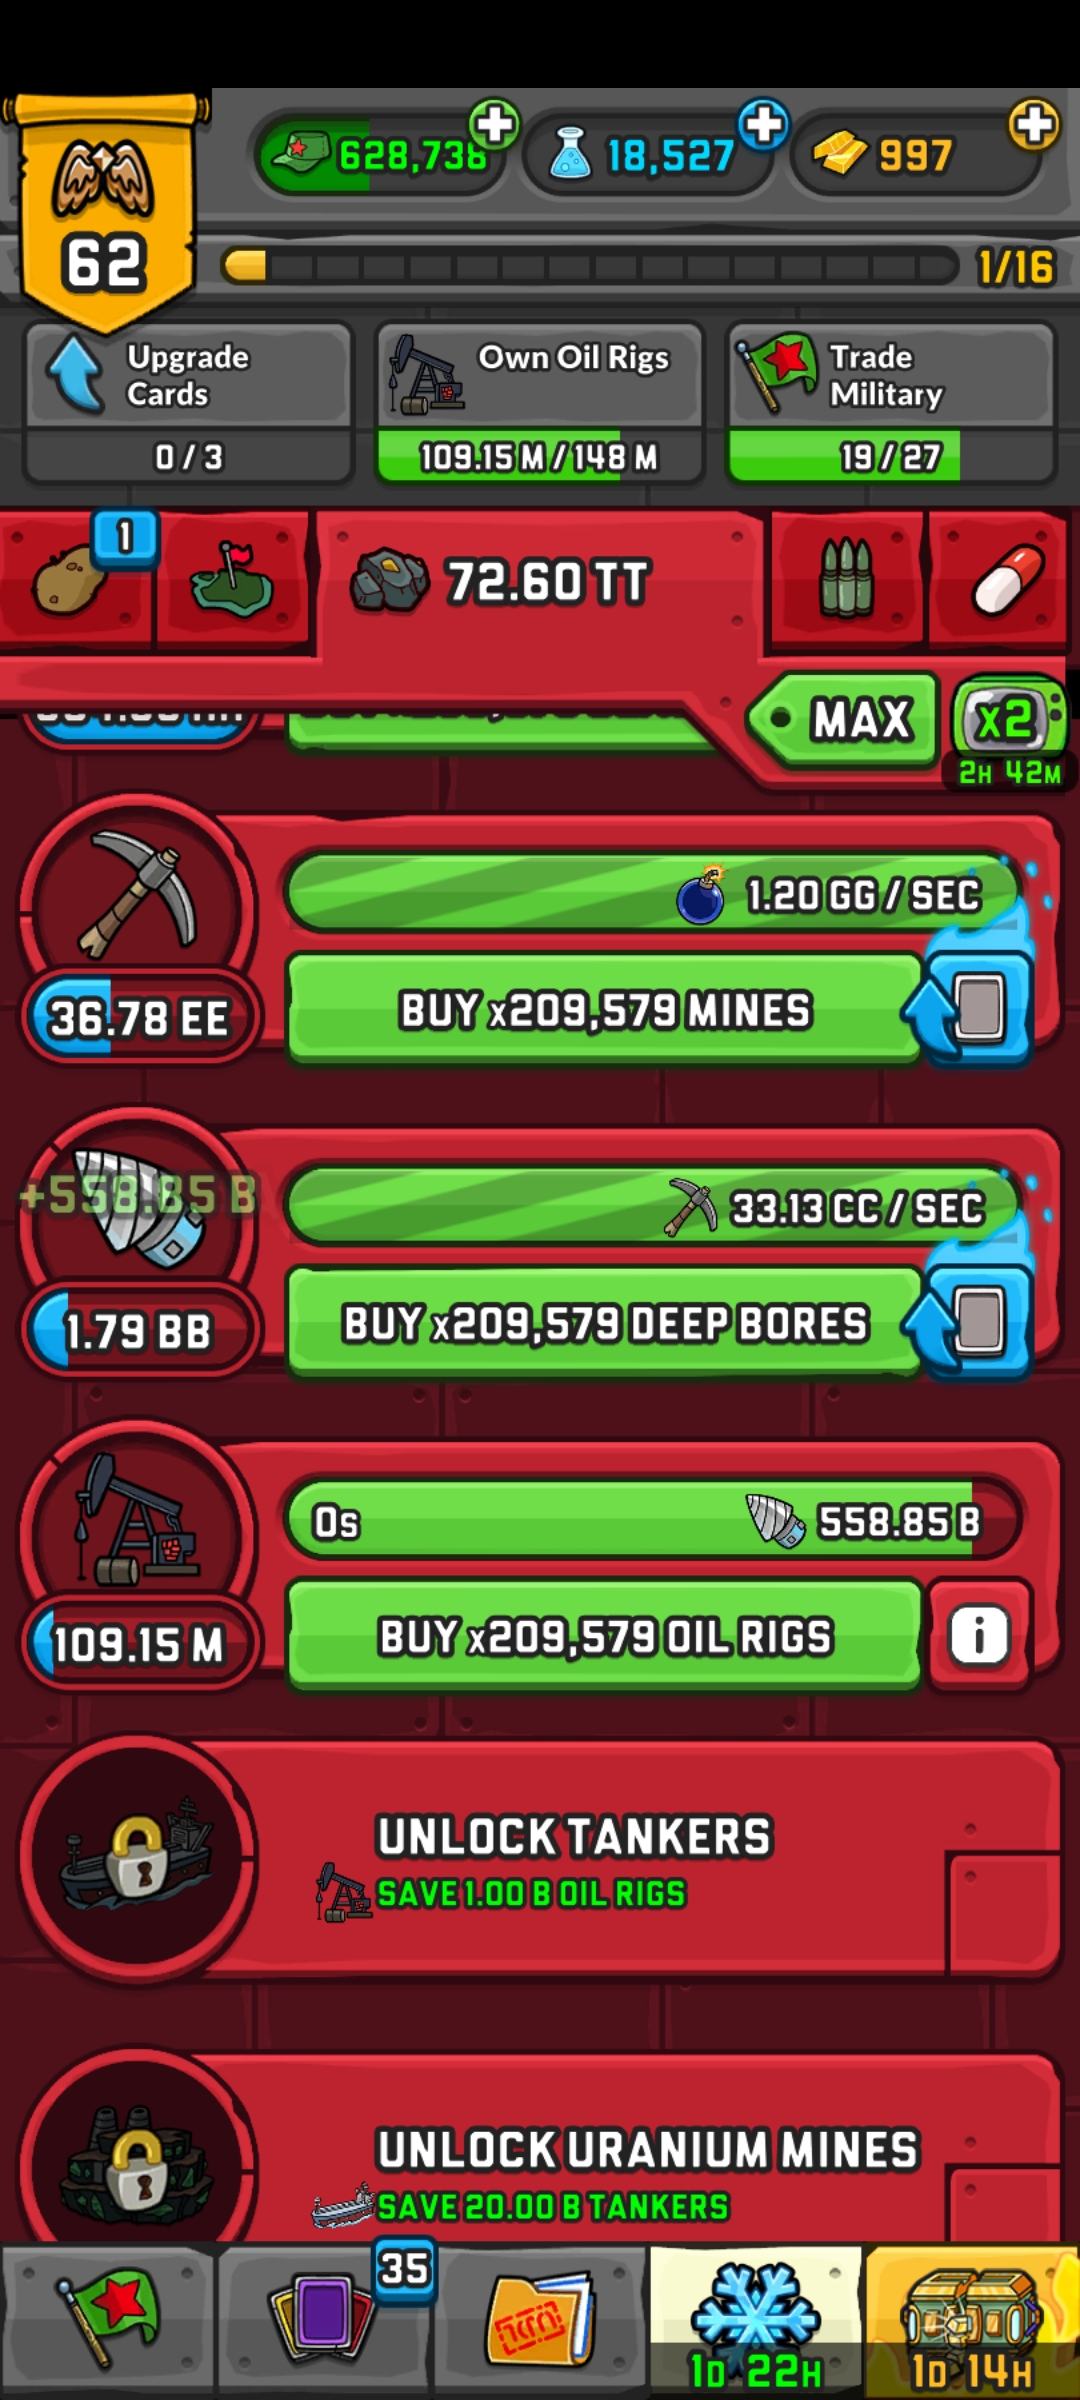 628,738
18,527
997
62
1/16
Upgrade
Cards
0 / 3
Own Oil Rigs
109.15 M / 148 M
Trade
Military
19 / 27
1
72.60 TT
MAX
x2
2H 42M
1.20 GG / SEC
36.78 EE
BUY x209,579 MINES
+558.85 B
33.13 CC / SEC
1.79 BB
BUY x209,579 DEEP BORES
0s
558.85 B
109.15 M
BUY x209,579 OIL RIGS
i
UNLOCK TANKERS
SAVE 1.00 B OIL RIGS
UNLOCK URANIUM MINES
SAVE 20.00 B TANKERS
35
1D 22H
1D 14H